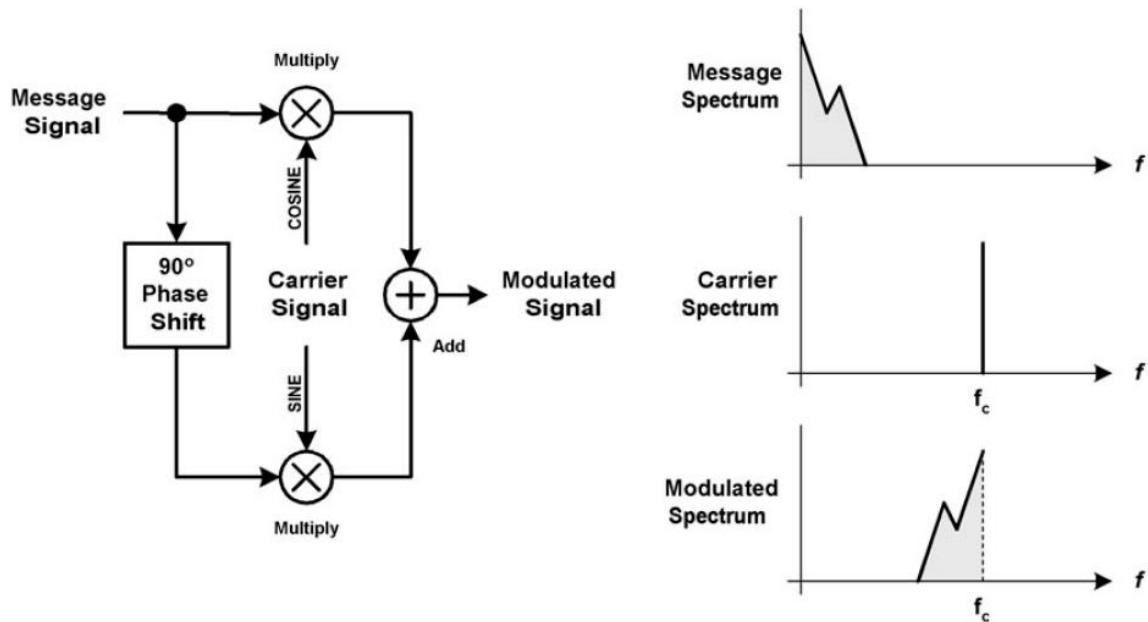 Multiply
Message
Signal
COSINE
90°
Phase
Shift
Carrier
Signal
Modulated
Signal
Add
SINE
Multiply
Message
Spectrum
f
Carrier
Spectrum
f
fc
Modulated
Spectrum
f
fc